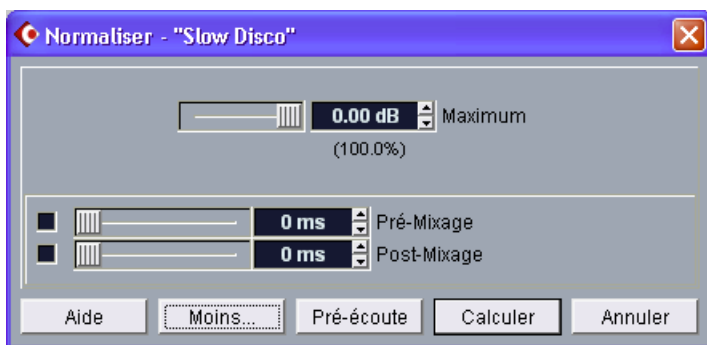 Normaliser - "Slow Disco"
0.00 dB Maximum
(100.0%)
0 ms Pré-Mixage
0 ms Post-Mixage
Aide Moins... Pré-écoute Calculer Annuler